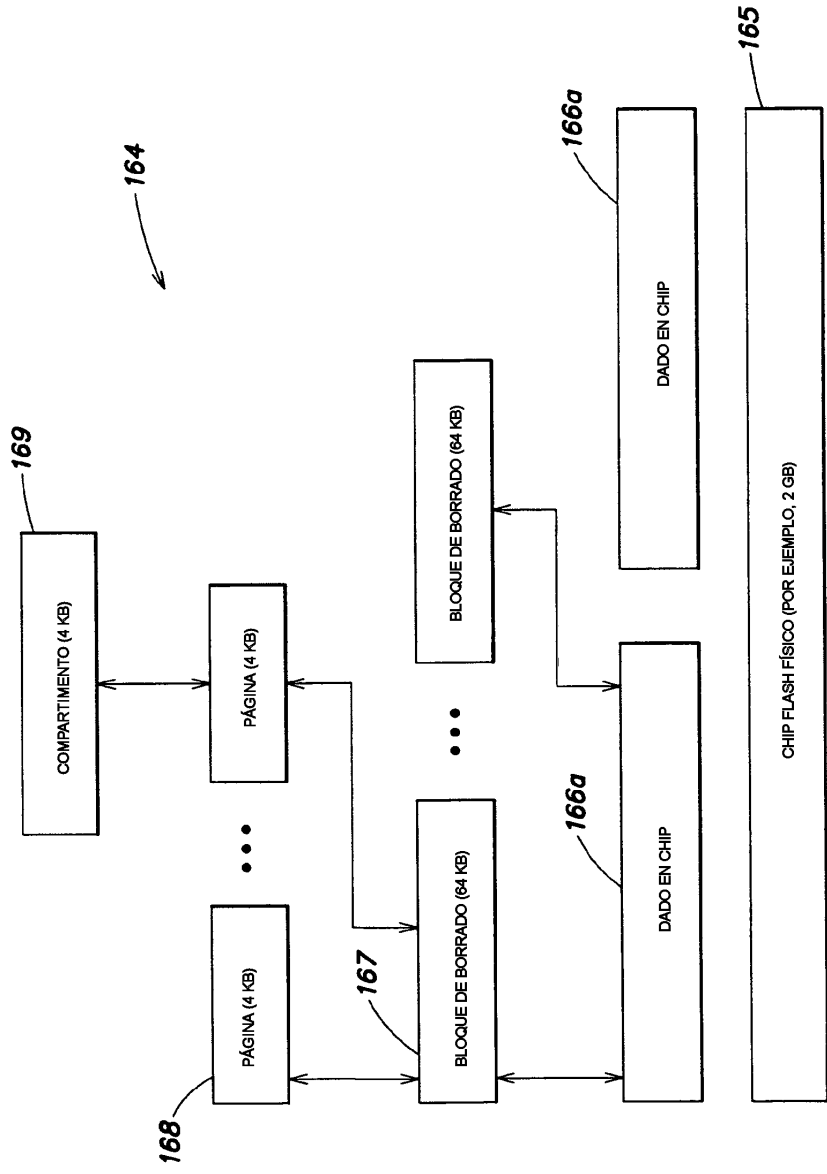 164
169
COMPARTIMENTO (4 KB)
168
PÁGINA (4 KB)
•••
PÁGINA (4 KB)
167
BLOQUE DE BORRADO (64 KB)
•••
BLOQUE DE BORRADO (64 KB)
166a
DADO EN CHIP
166a
DADO EN CHIP
165
CHIP FLASH FÍSICO (POR EJEMPLO, 2 GB)